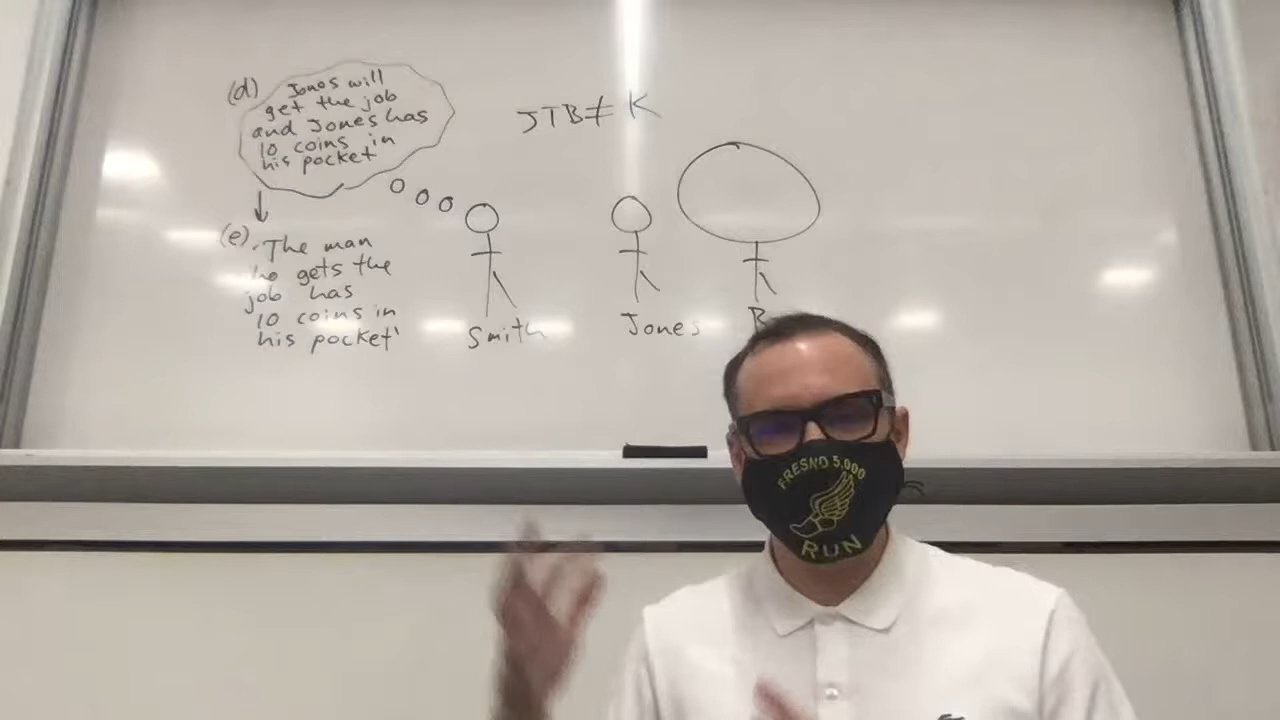 (d) Jones will
get the job
and Jones has
10 coins in
his pocket
JTB ≠ K
(e) The man
gets the
job has
10 coins in
his pocket
Smith
Jones
B
FRESNO 5,000
RUN